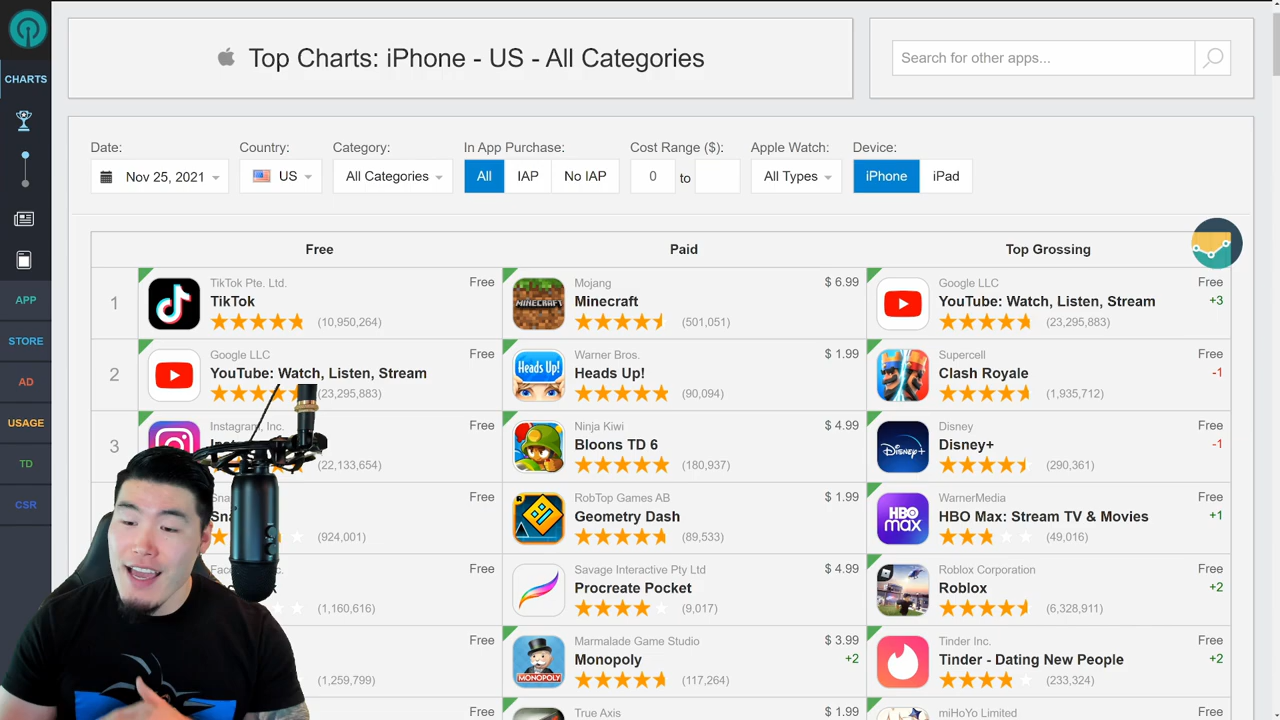 Top Charts: iPhone - US - All Categories
Search for other apps...
CHARTS
APP
STORE
AD
USAGE
TD
CSR
Date:
Country:
Category:
In App Purchase:
Cost Range ($):
Apple Watch:
Device:
Nov 25, 2021
US
All Categories
All
IAP
No IAP
0
to
All Types
iPhone
iPad
Free
Paid
Top Grossing
1
TikTok Pte. Ltd.
Free
TikTok
(10,950,264)
Mojang
$ 6.99
Minecraft
MINECRAFT
(501,051)
Google LLC
Free
YouTube: Watch, Listen, Stream
+3
(23,295,883)
2
Google LLC
Free
YouTube: Watch, Listen, Stream
(23,295,883)
Warner Bros.
$ 1.99
Heads Up!
Heads Up!
(90,094)
Supercell
Free
Clash Royale
-1
(1,935,712)
3
Instagram, Inc.
Free
(22,133,654)
Ninja Kiwi
$ 4.99
Bloons TD 6
(180,937)
Disney
Free
Disney+
Disney+
-1
(290,361)
Free
(924,001)
RobTop Games AB
$ 1.99
Geometry Dash
(89,533)
WarnerMedia
Free
HBO max
HBO Max: Stream TV & Movies
+1
(49,016)
Free
(1,160,616)
Savage Interactive Pty Ltd
$ 4.99
Procreate Pocket
(9,017)
Roblox Corporation
Free
Roblox
+2
(6,328,911)
Free
(1,259,799)
Marmalade Game Studio
$ 3.99
Monopoly
+2
MONOPOLY
(117,264)
Tinder Inc.
Free
Tinder - Dating New People
+2
(233,324)
Free
True Axis
$ 1.99
miHoYo Limited
Free